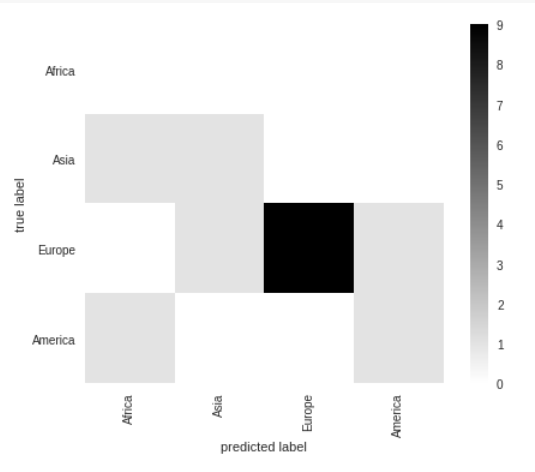 Africa
Asia
Europe
America
true label
Africa
Asia
Europe
America
predicted label
9
8
7
6
5
4
3
2
1
0